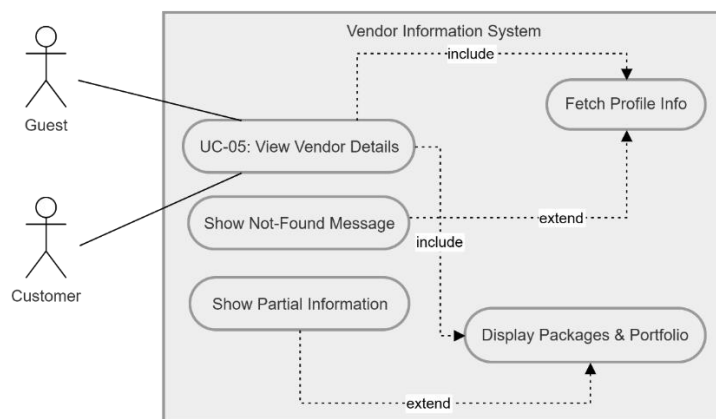 Vendor Information System
include
Guest
Fetch Profile Info
UC-05: View Vendor Details
Show Not-Found Message
extend
include
Customer
Show Partial Information
Display Packages & Portfolio
extend